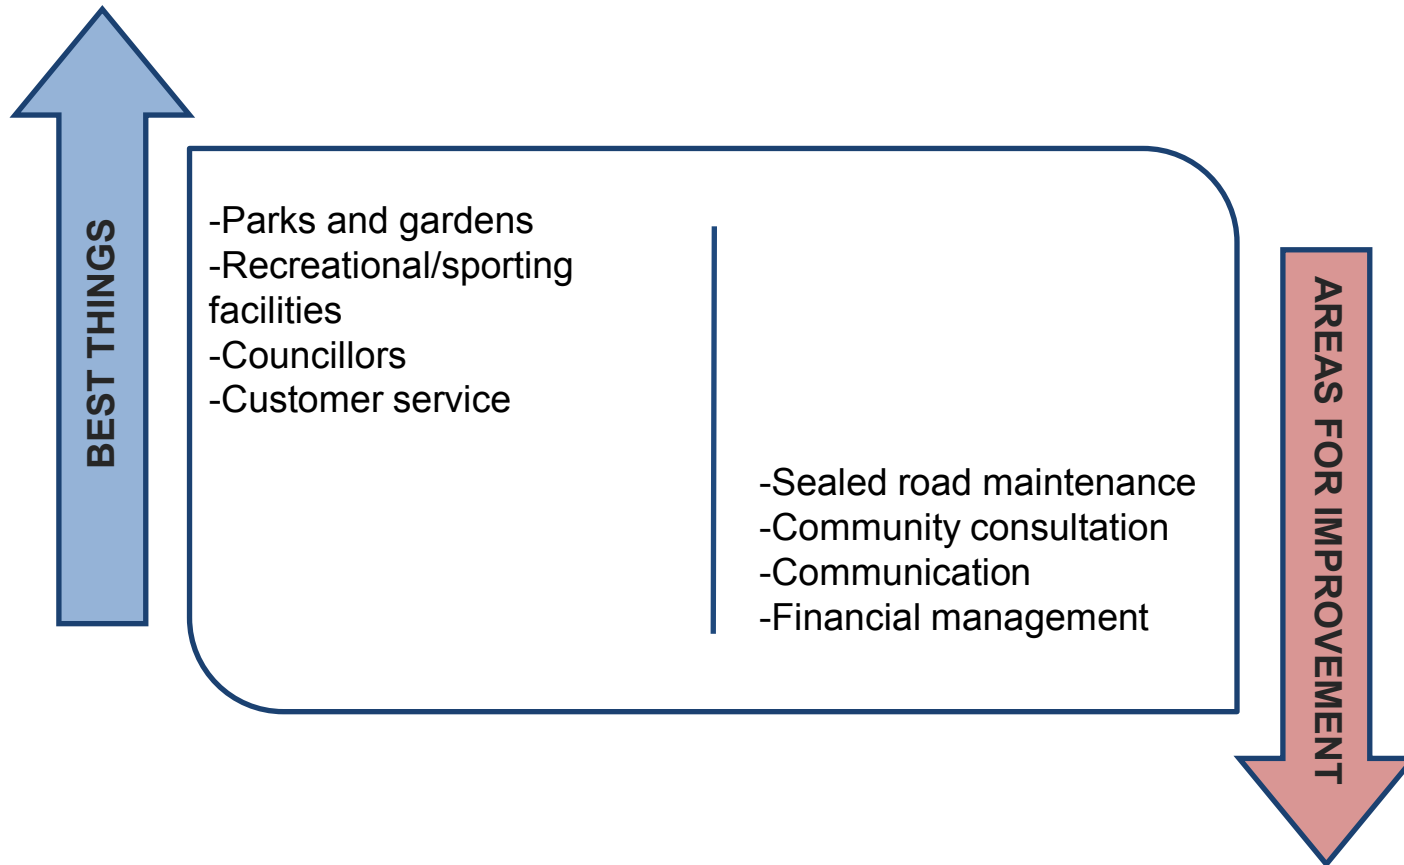 BEST THINGS
-Parks and gardens
-Recreational/sporting
facilities
-Councillors
-Customer service
-Sealed road maintenance
-Community consultation
-Communication
-Financial management
AREAS FOR IMPROVEMENT